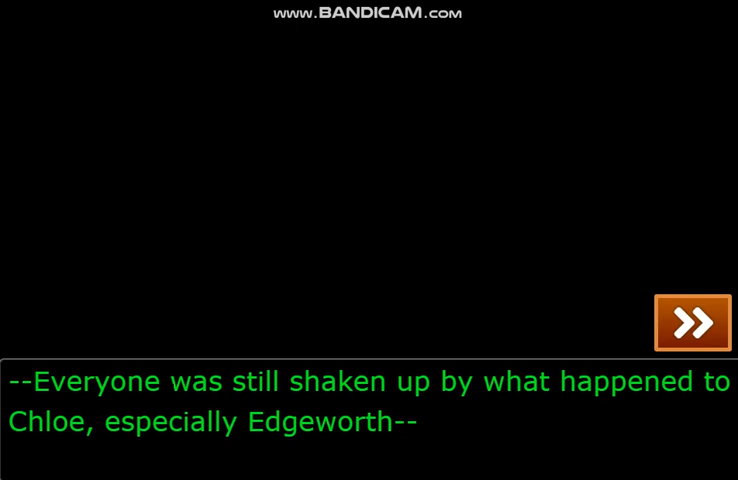 www.BANDICAM.com
--Everyone was still shaken up by what happened to
Chloe, especially Edgeworth--